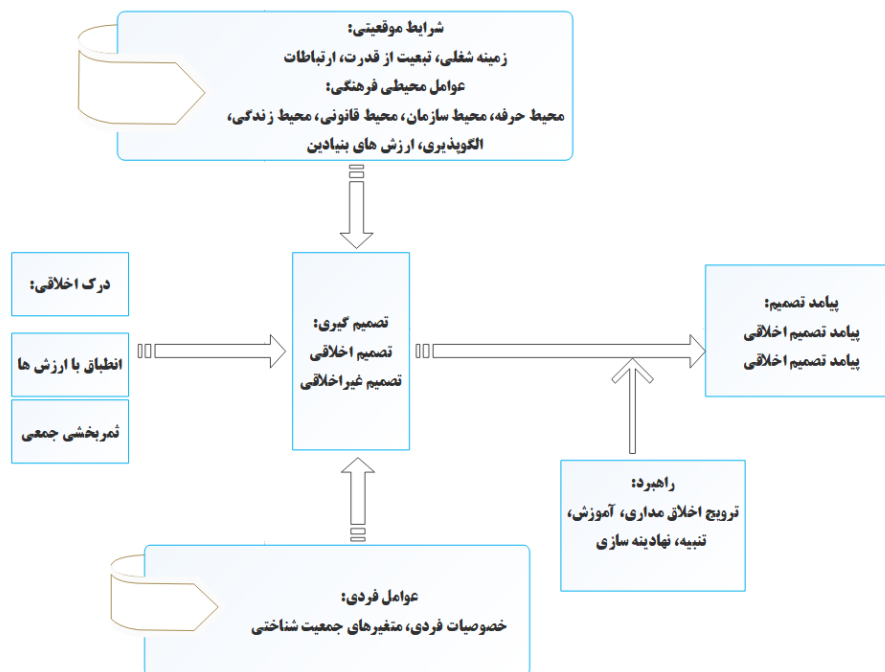 شرایط موقعیتی:
زمینه شغلی، تبعیت از قدرت، ارتباطات
عوامل محیطی فرهنگی:
محیط حرفه، محیط سازمان، محیط قانونی، محیط زندگی،
الگوپذیری، ارزش های بنیادین
درک اخلاقی:
انطباق با ارزش ها
ثمربخشی جمعی
تصمیم گیری:
تصمیم اخلاقی
تصمیم غیراخلاقی
پیامد تصمیم:
پیامد تصمیم اخلاقی
پیامد تصمیم اخلاقی
راهبرد:
ترویج اخلاق مداری، آموزش،
تنبیه، نهادینه سازی
عوامل فردی:
خصوصیات فردی، متغیرهای جمعیت شناختی